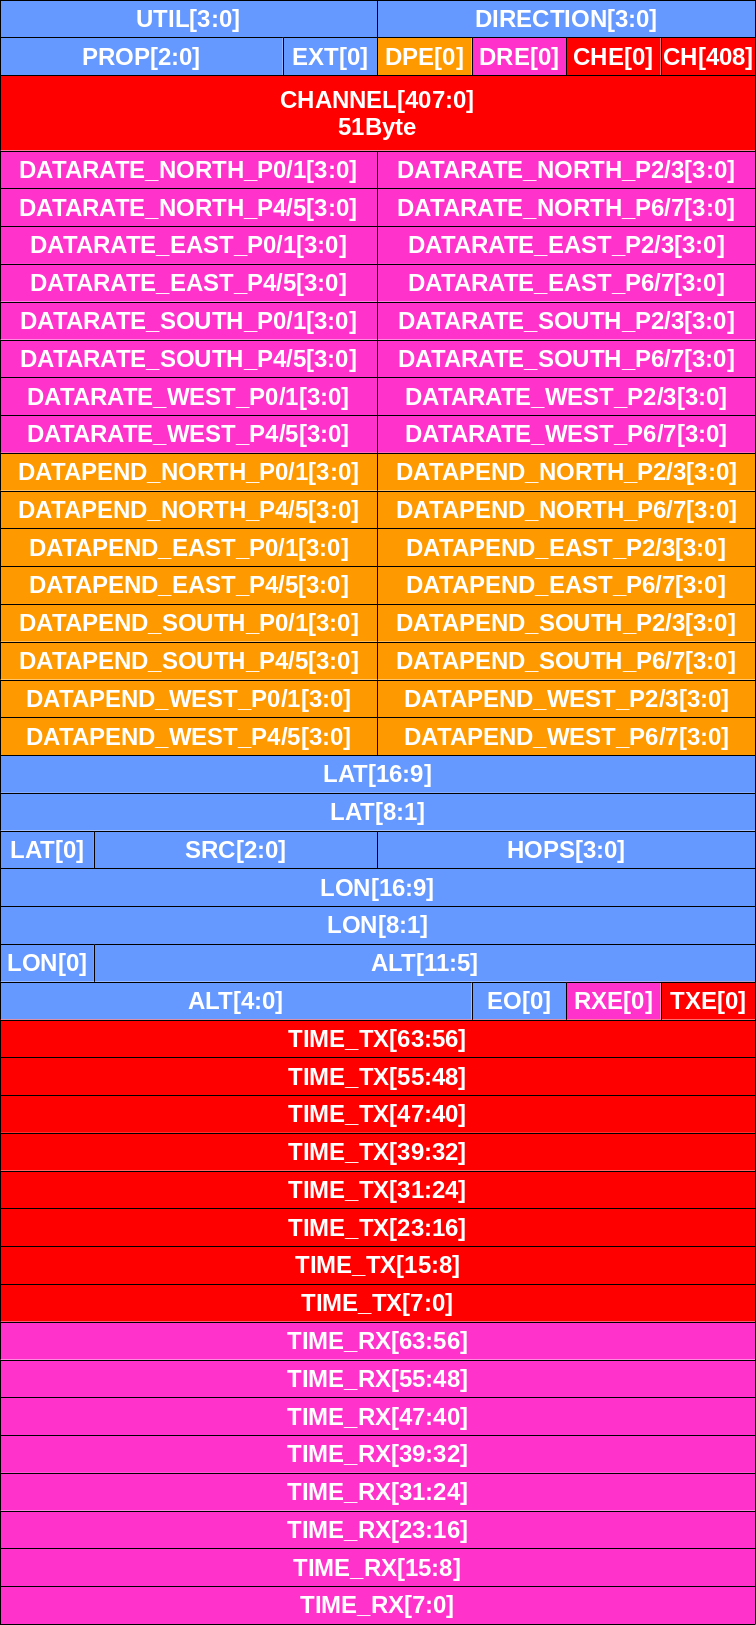 UTIL[3:0] DIRECTION[3:0]
PROP[2:0] EXT[0] DPE[0] DRE[0] CHE[0] CH[408]
CHANNEL[407:0]
51Byte
DATARATE_NORTH_P0/1[3:0] DATARATE_NORTH_P2/3[3:0]
DATARATE_NORTH_P4/5[3:0] DATARATE_NORTH_P6/7[3:0]
DATARATE_EAST_P0/1[3:0] DATARATE_EAST_P2/3[3:0]
DATARATE_EAST_P4/5[3:0] DATARATE_EAST_P6/7[3:0]
DATARATE_SOUTH_P0/1[3:0] DATARATE_SOUTH_P2/3[3:0]
DATARATE_SOUTH_P4/5[3:0] DATARATE_SOUTH_P6/7[3:0]
DATARATE_WEST_P0/1[3:0] DATARATE_WEST_P2/3[3:0]
DATARATE_WEST_P4/5[3:0] DATARATE_WEST_P6/7[3:0]
DATAPEND_NORTH_P0/1[3:0] DATAPEND_NORTH_P2/3[3:0]
DATAPEND_NORTH_P4/5[3:0] DATAPEND_NORTH_P6/7[3:0]
DATAPEND_EAST_P0/1[3:0] DATAPEND_EAST_P2/3[3:0]
DATAPEND_EAST_P4/5[3:0] DATAPEND_EAST_P6/7[3:0]
DATAPEND_SOUTH_P0/1[3:0] DATAPEND_SOUTH_P2/3[3:0]
DATAPEND_SOUTH_P4/5[3:0] DATAPEND_SOUTH_P6/7[3:0]
DATAPEND_WEST_P0/1[3:0] DATAPEND_WEST_P2/3[3:0]
DATAPEND_WEST_P4/5[3:0] DATAPEND_WEST_P6/7[3:0]
LAT[16:9]
LAT[8:1]
LAT[0] SRC[2:0] HOPS[3:0]
LON[16:9]
LON[8:1]
LON[0] ALT[11:5]
ALT[4:0] EO[0] RXE[0] TXE[0]
TIME_TX[63:56]
TIME_TX[55:48]
TIME_TX[47:40]
TIME_TX[39:32]
TIME_TX[31:24]
TIME_TX[23:16]
TIME_TX[15:8]
TIME_TX[7:0]
TIME_RX[63:56]
TIME_RX[55:48]
TIME_RX[47:40]
TIME_RX[39:32]
TIME_RX[31:24]
TIME_RX[23:16]
TIME_RX[15:8]
TIME_RX[7:0]